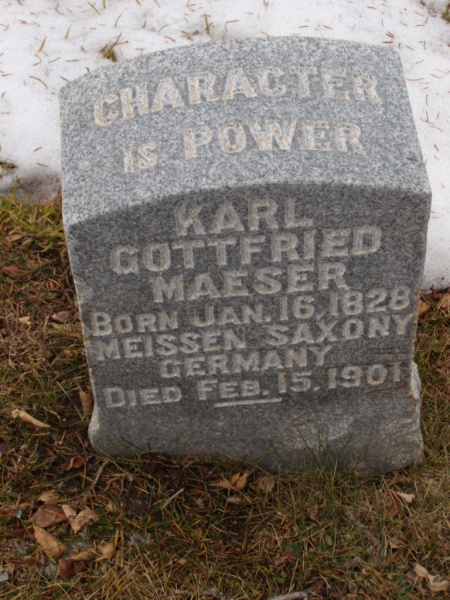 CHARACTER
IS POWER
KARL
GOTTFRIED
MAESER
BORN JAN. 16, 1828
MEISSEN SAXONY
GERMANY
DIED FEB. 15. 1901